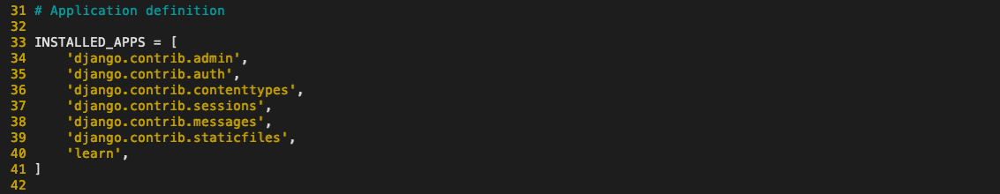 31 # Application definition
32
33 INSTALLED_APPS = [
34     'django.contrib.admin',
35     'django.contrib.auth',
36     'django.contrib.contenttypes',
37     'django.contrib.sessions',
38     'django.contrib.messages',
39     'django.contrib.staticfiles',
40     'learn',
41 ]
42